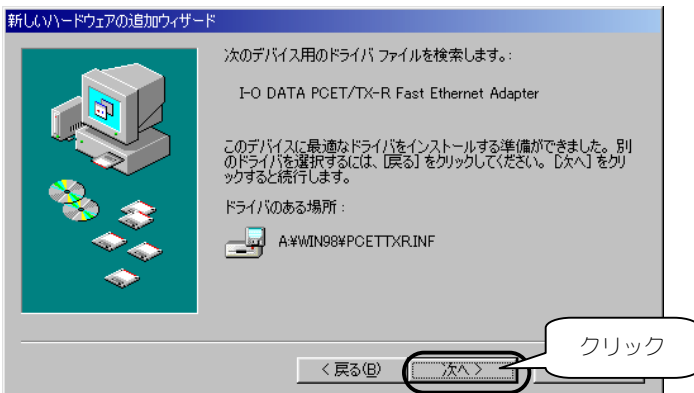 新しいハードウェアの追加ウィザード
次のデバイス用のドライバ ファイルを検索します。:
I-O DATA PCET/TX-R Fast Ethernet Adapter
このデバイスに最適なドライバをインストールする準備ができました。別
のドライバを選択するには、[戻る] をクリックしてください。[次へ] をクリ
ックすると続行します。
ドライバのある場所:
A:¥WIN98¥PCETTXR.INF
クリック
< 戻る(B)
次へ >